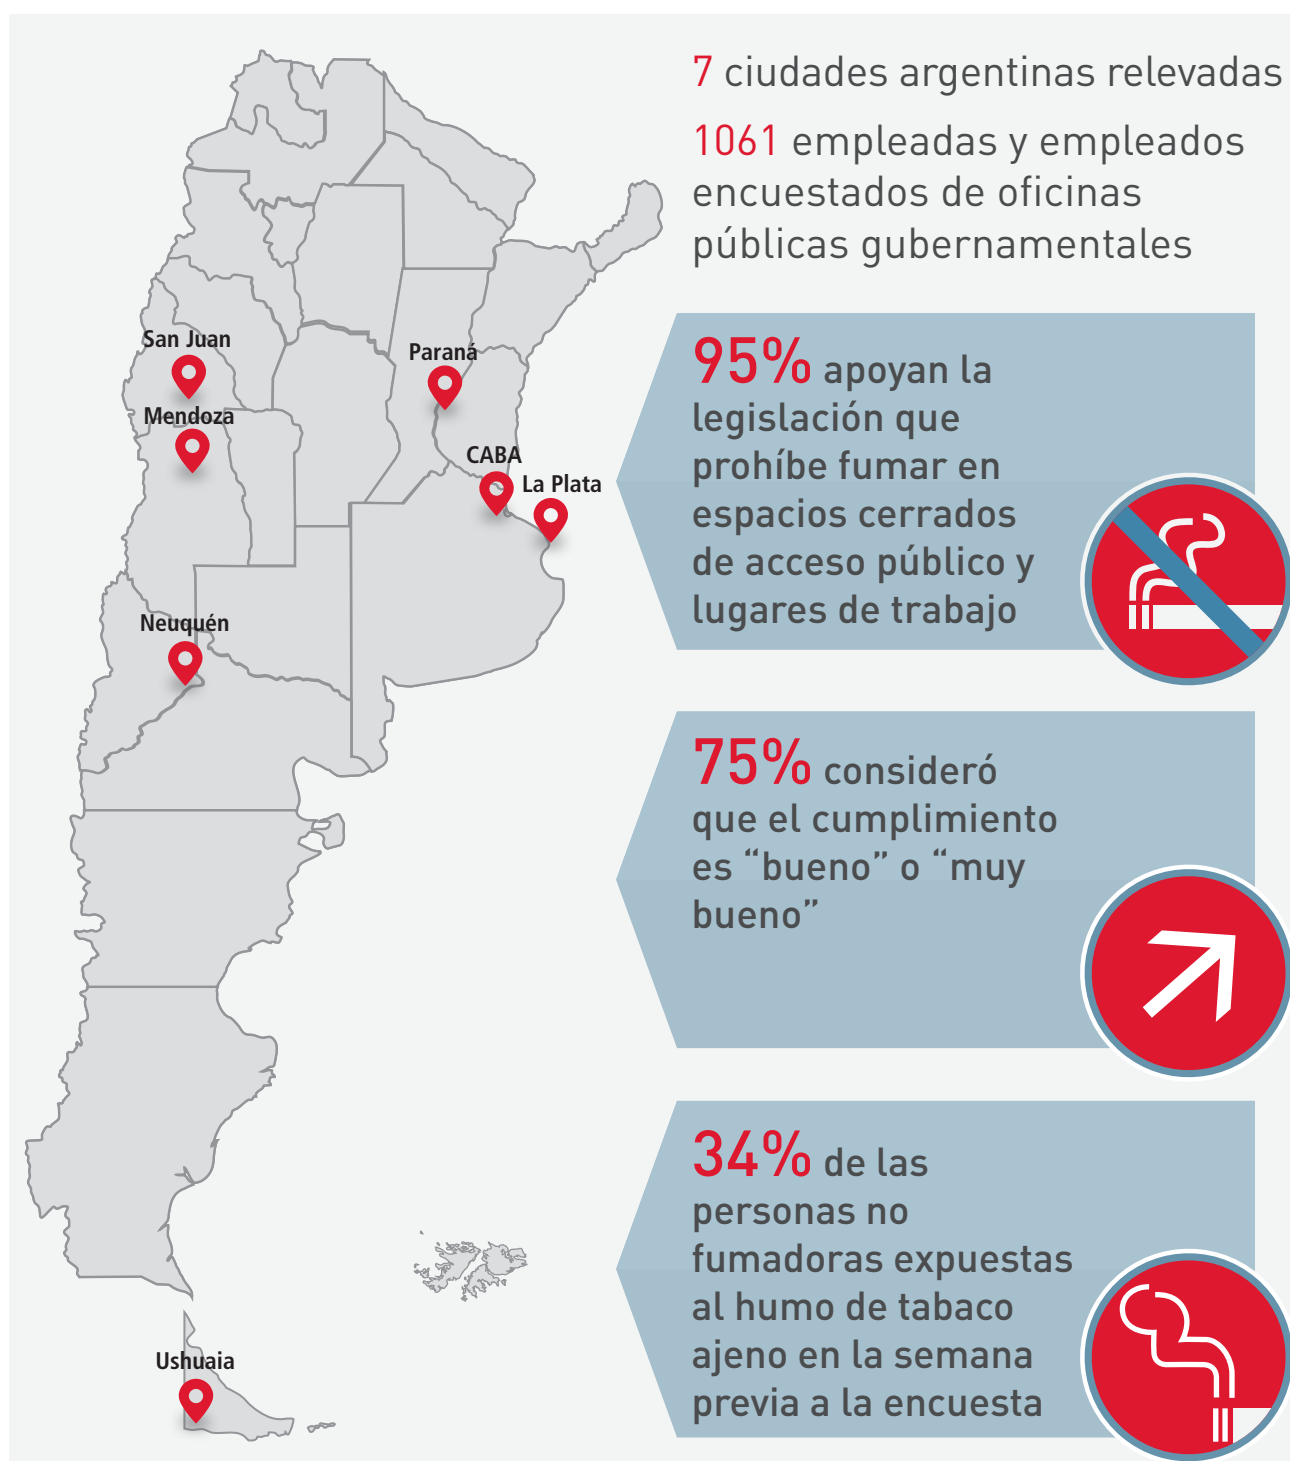 7 ciudades argentinas relevadas
1061 empleadas y empleados
encuestados de oficinas
públicas gubernamentales
San Juan
Mendoza
Paraná
CABA
La Plata
Neuquén
Ushuaia
95% apoyan la
legislación que
prohíbe fumar en
espacios cerrados
de acceso público y
lugares de trabajo
75% consideró
que el cumplimiento
es “bueno” o “muy
bueno”
34% de las
personas no
fumadoras expuestas
al humo de tabaco
ajeno en la semana
previa a la encuesta